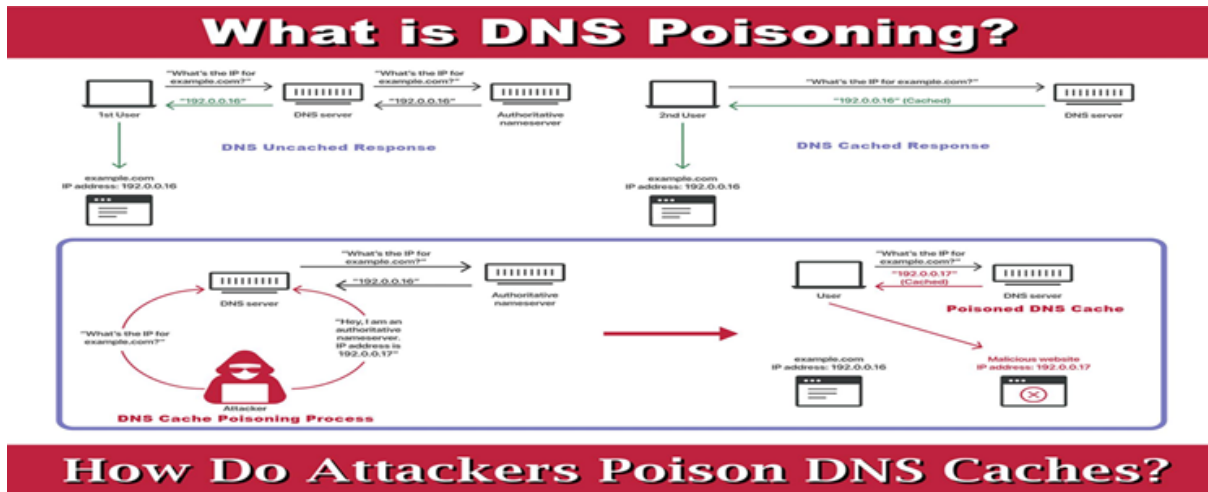 What is DNS Poisoning?
"What's the IP for
example.com?"
"192.0.0.16"
1st User
DNS server
"What's the IP for
example.com?"
"192.0.0.16"
Authoritative
nameserver
DNS Uncached Response
example.com
IP address: 192.0.0.16
"What's the IP for example.com?"
"192.0.0.16" (Cached)
2nd User
DNS server
DNS Cached Response
example.com
IP address: 192.0.0.16
"What's the IP for
example.com?"
"192.0.0.16"
DNS server
Authoritative
nameserver
"What's the IP for
example.com?"
"Hey, I am an
authoritative
nameserver.
IP address is
192.0.0.17"
Attacker
DNS Cache Poisoning Process
"What's the IP for
example.com?"
"192.0.0.17"
(Cached)
User
DNS server
Poisoned DNS Cache
example.com
IP address: 192.0.0.16
Malicious website
IP address: 192.0.0.17
How Do Attackers Poison DNS Caches?